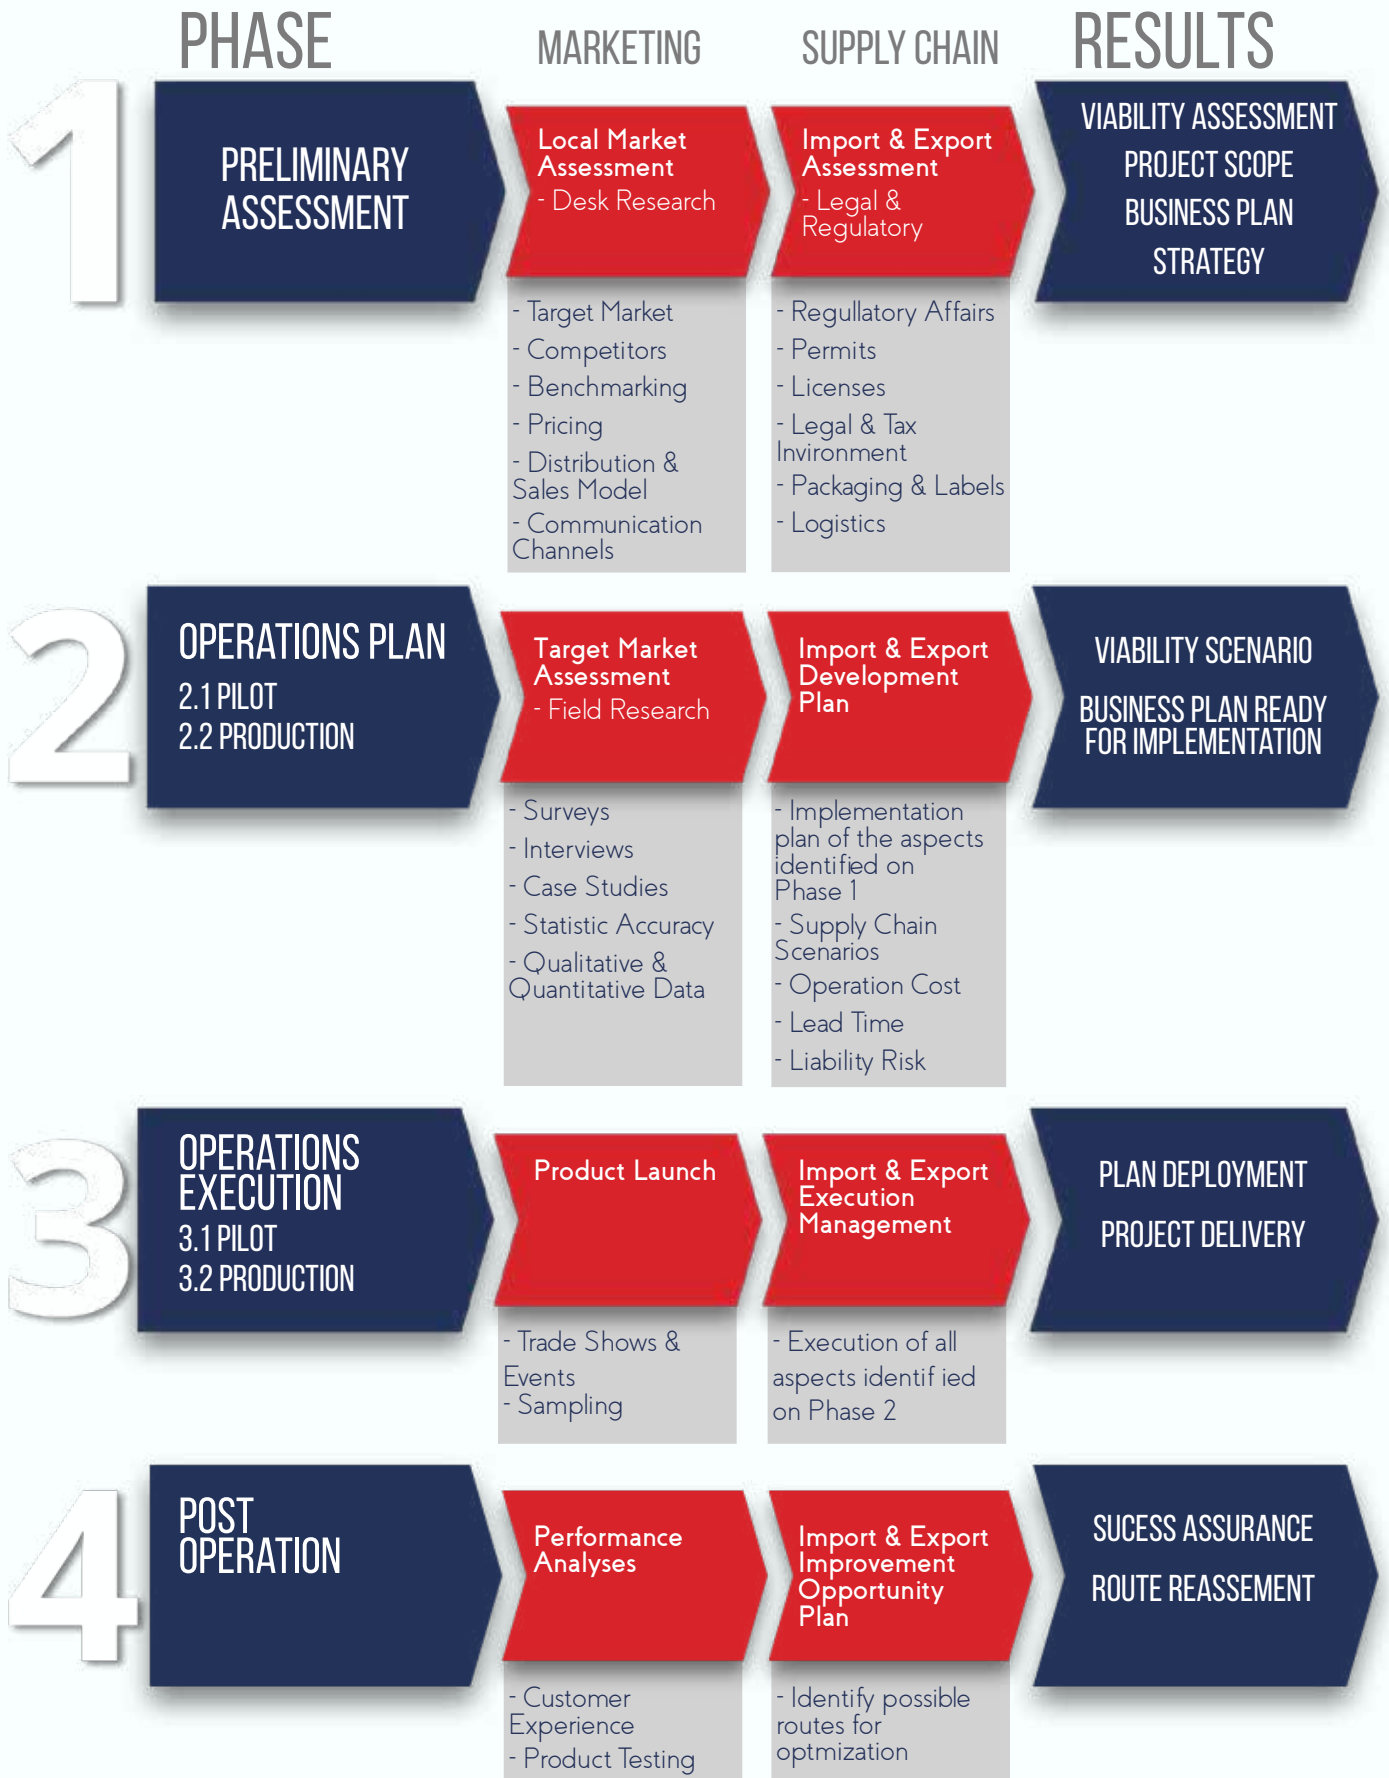 PHASE
MARKETING
SUPPLY CHAIN
RESULTS
1
PRELIMINARY
ASSESSMENT
Local Market
Assessment
- Desk Research
Import & Export
Assessment
- Legal &
Regulatory
VIABILITY ASSESSMENT
PROJECT SCOPE
BUSINESS PLAN
STRATEGY
- Target Market
- Competitors
- Benchmarking
- Pricing
- Distribution &
Sales Model
- Communication
Channels
- Regullatory Affairs
- Permits
- Licenses
- Legal & Tax
Invironment
- Packaging & Labels
- Logistics
2
OPERATIONS PLAN
2.1 PILOT
2.2 PRODUCTION
Target Market
Assessment
- Field Research
Import & Export
Development
Plan
VIABILITY SCENARIO
BUSINESS PLAN READY
FOR IMPLEMENTATION
- Surveys
- Interviews
- Case Studies
- Statistic Accuracy
- Qualitative &
Quantitative Data
- Implementation
plan of the aspects
identified on
Phase 1
- Supply Chain
Scenarios
- Operation Cost
- Lead Time
- Liability Risk
3
OPERATIONS
EXECUTION
3.1 PILOT
3.2 PRODUCTION
Product Launch
Import & Export
Execution
Management
PLAN DEPLOYMENT
PROJECT DELIVERY
- Trade Shows &
Events
- Sampling
- Execution of all
aspects identif ied
on Phase 2
4
POST
OPERATION
Performance
Analyses
Import & Export
Improvement
Opportunity
Plan
SUCESS ASSURANCE
ROUTE REASSEMENT
- Customer
Experience
- Product Testing
- Identify possible
routes for
optmization